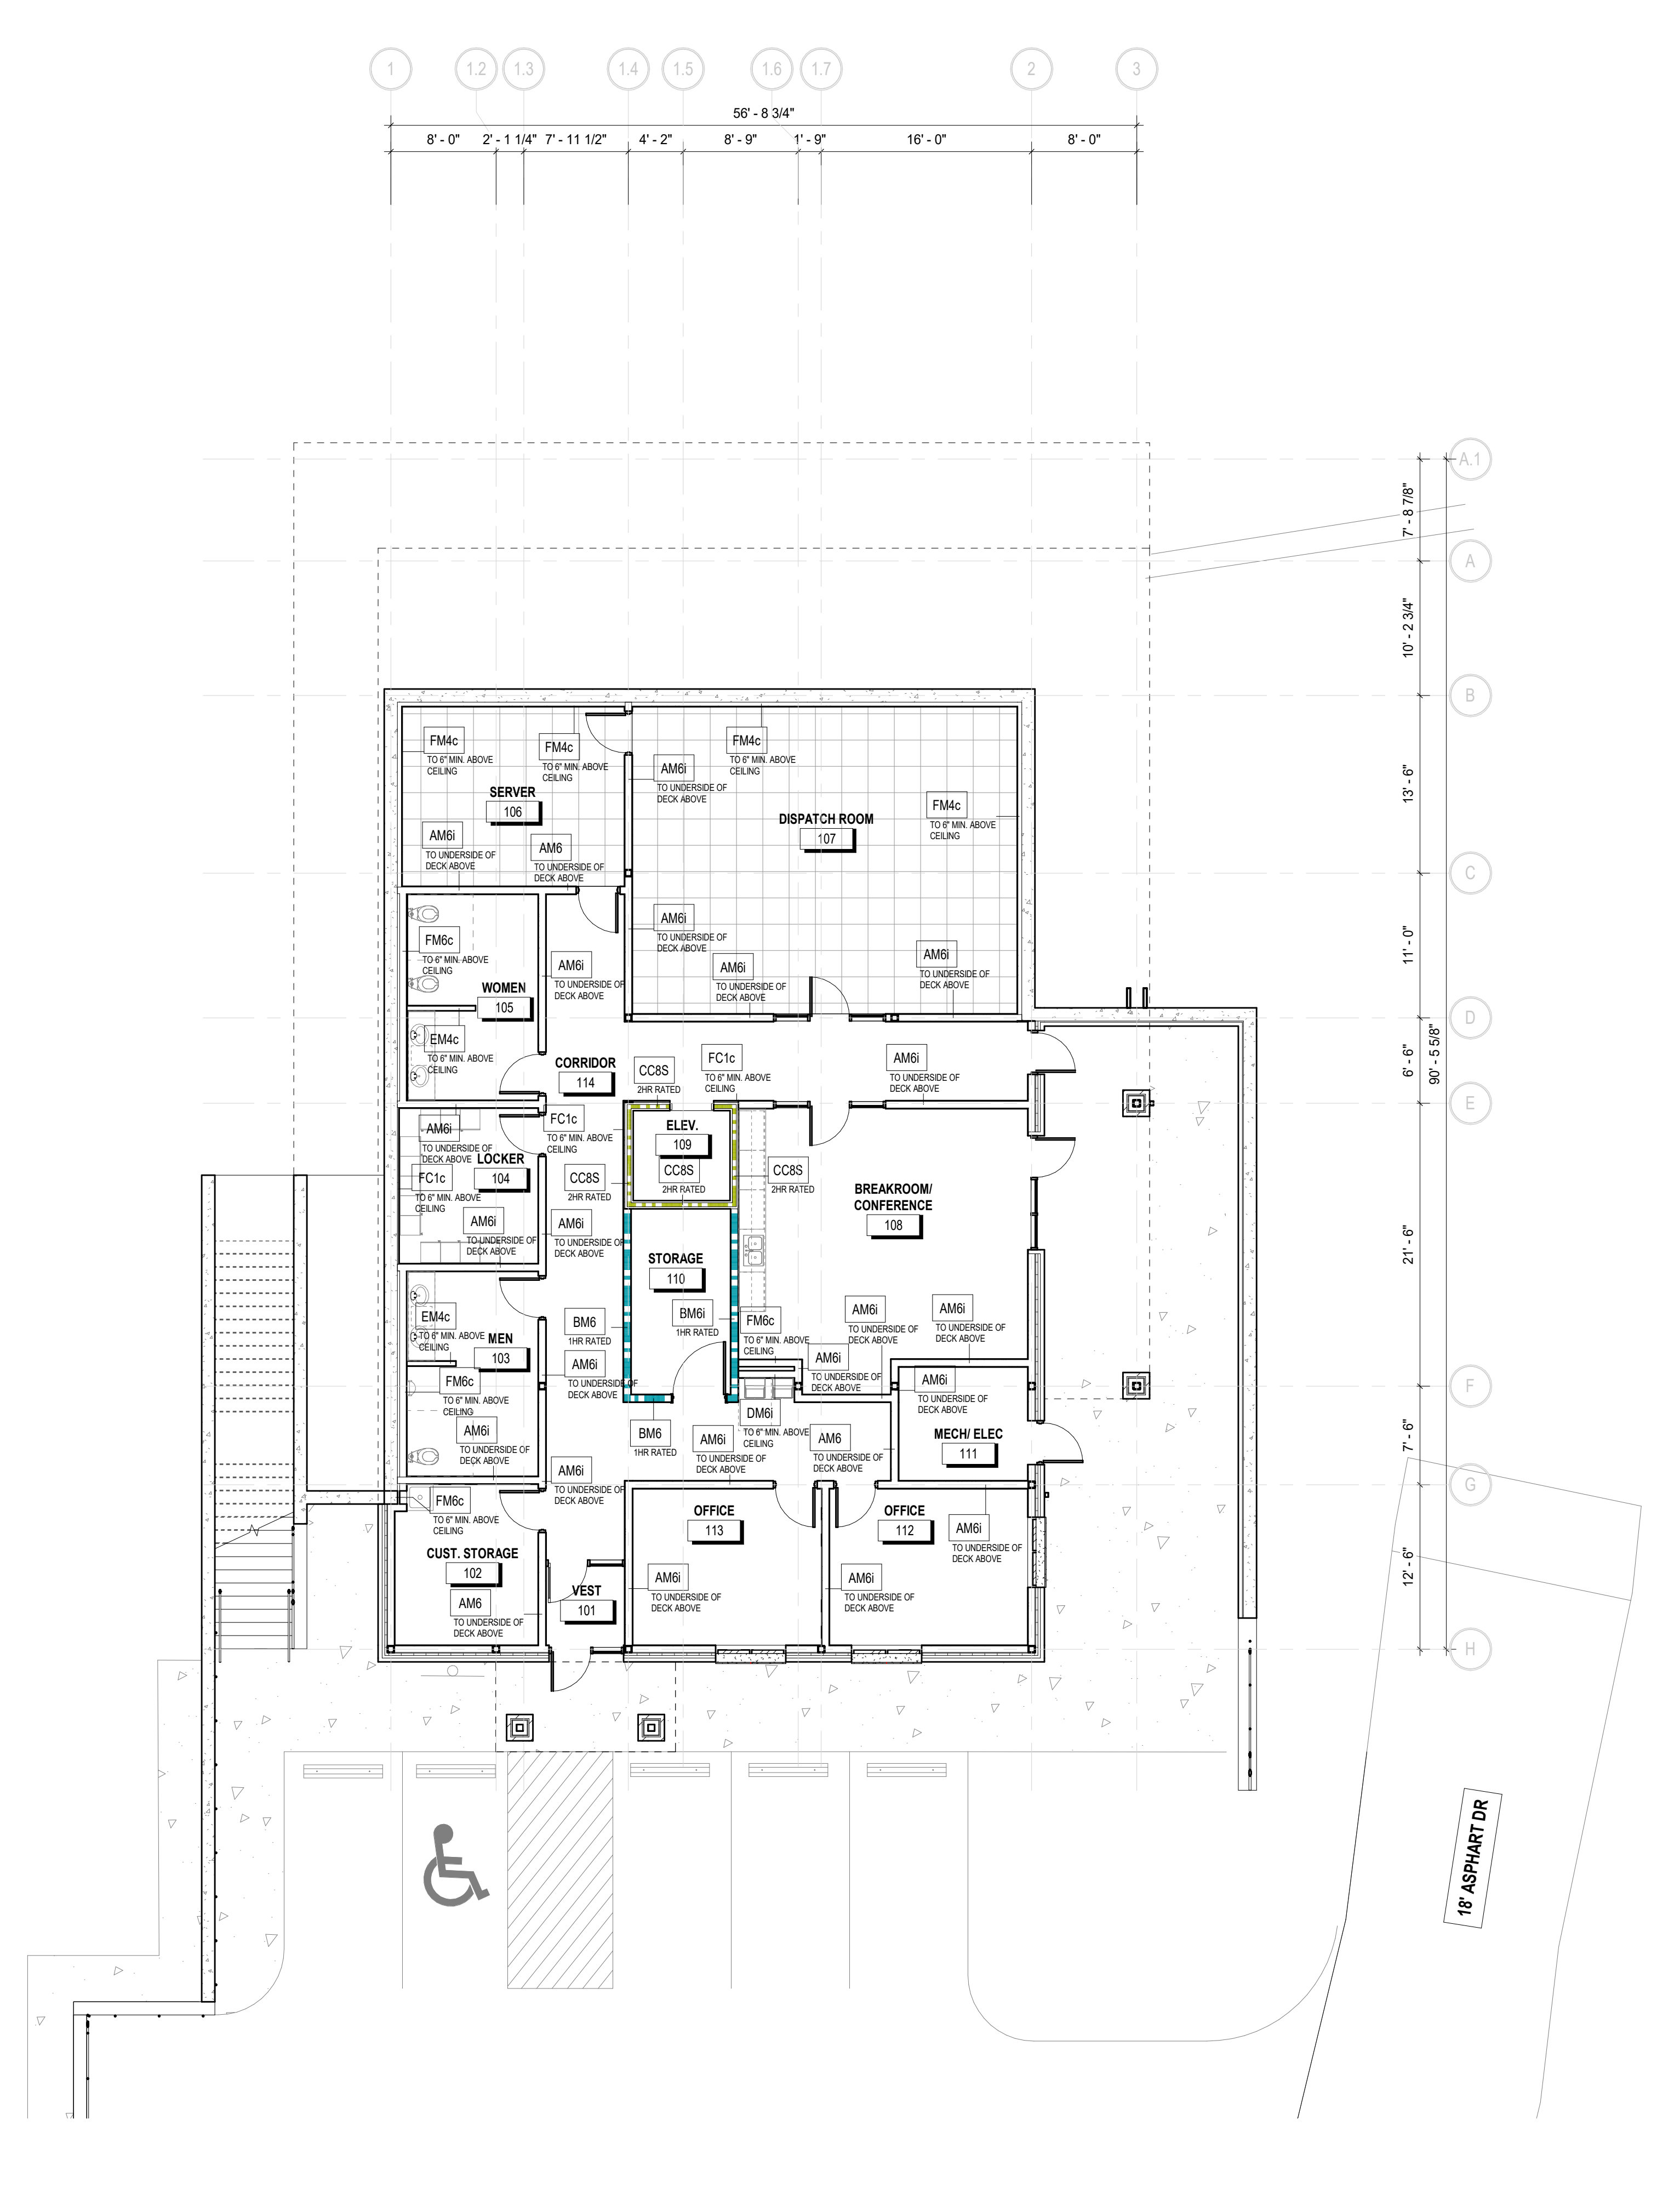 1
1.2
1.3
1.4
1.5
1.6
1.7
2
3
56' - 8 3/4"
8' - 0"
2' - 1 1/4"
7' - 11 1/2"
4' - 2"
8' - 9"
1' - 9"
16' - 0"
8' - 0"
A.1
7' - 8 7/8"
A
10' - 2 3/4"
B
13' - 6"
C
11' - 0"
D
6' - 6"
90' - 5 5/8"
E
21' - 6"
F
7' - 6"
G
12' - 6"
H
FM4c
TO 6" MIN. ABOVE
CEILING
FM4c
TO 6" MIN. ABOVE
CEILING
SERVER
106
AM6i
TO UNDERSIDE OF
DECK ABOVE
AM6
TO UNDERSIDE OF
DECK ABOVE
FM4c
TO 6" MIN. ABOVE
CEILING
AM6i
TO UNDERSIDE OF
DECK ABOVE
FM4c
TO 6" MIN. ABOVE
CEILING
DISPATCH ROOM
107
AM6i
TO UNDERSIDE OF
DECK ABOVE
AM6i
TO UNDERSIDE OF
DECK ABOVE
AM6i
TO UNDERSIDE OF
DECK ABOVE
FM6c
TO 6" MIN. ABOVE
CEILING
WOMEN
105
AM6i
TO UNDERSIDE OF
DECK ABOVE
EM4c
TO 6" MIN. ABOVE
CEILING
CORRIDOR
114
CC8S
2HR RATED
FC1c
TO 6" MIN. ABOVE
CEILING
AM6i
TO UNDERSIDE OF
DECK ABOVE
AM6i
TO UNDERSIDE OF
DECK ABOVE
FC1c
TO 6" MIN. ABOVE
CEILING
LOCKER
104
FC1c
TO 6" MIN. ABOVE
CEILING
ELEV.
109
CC8S
2HR RATED
CC8S
2HR RATED
CC8S
2HR RATED
BREAKROOM/
CONFERENCE
108
AM6i
TO UNDERSIDE OF
DECK ABOVE
AM6i
TO UNDERSIDE OF
DECK ABOVE
STORAGE
110
EM4c
TO 6" MIN. ABOVE
CEILING
MEN
103
BM6
1HR RATED
BM6i
1HR RATED
FM6c
TO 6" MIN. ABOVE
CEILING
AM6i
TO UNDERSIDE OF
DECK ABOVE
AM6i
TO UNDERSIDE OF
DECK ABOVE
FM6c
TO 6" MIN. ABOVE
CEILING
AM6i
TO UNDERSIDE OF
DECK ABOVE
AM6i
TO UNDERSIDE OF
DECK ABOVE
AM6i
TO UNDERSIDE OF
DECK ABOVE
AM6i
TO UNDERSIDE OF
DECK ABOVE
BM6
1HR RATED
AM6i
TO UNDERSIDE OF
DECK ABOVE
DM6i
TO 6" MIN. ABOVE
CEILING
AM6
TO UNDERSIDE OF
DECK ABOVE
MECH/ ELEC
111
AM6i
TO UNDERSIDE OF
DECK ABOVE
FM6c
TO 6" MIN. ABOVE
CEILING
CUST. STORAGE
102
AM6
TO UNDERSIDE OF
DECK ABOVE
VEST
101
OFFICE
113
AM6i
TO UNDERSIDE OF
DECK ABOVE
OFFICE
112
AM6i
TO UNDERSIDE OF
DECK ABOVE
AM6i
TO UNDERSIDE OF
DECK ABOVE
18' ASPHART DR